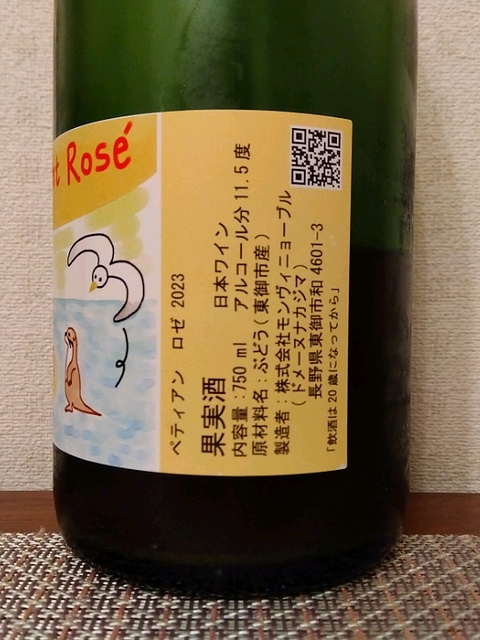 t Rosé
ペティアン ロゼ 2023
果実酒 日本ワイン
内容量:750 ml アルコール分 11.5 度
原材料名:ぶどう(東御市産)
製造者:株式会社モンヴィニョーブル
(ドメーヌナカジマ)
長野県東御市和 4601-3
「飲酒は 20 歳になってから」